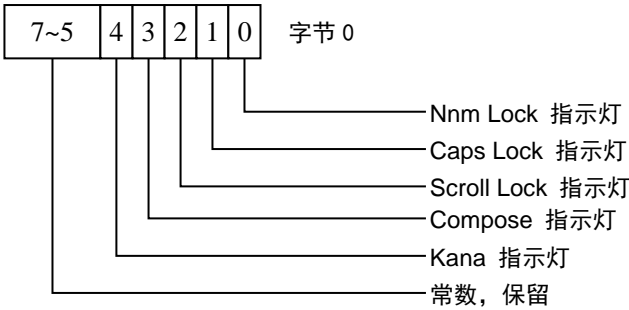 7~5 4 3 2 1 0 字节 0
Nnm Lock 指示灯
Caps Lock 指示灯
Scroll Lock 指示灯
Compose 指示灯
Kana 指示灯
常数，保留